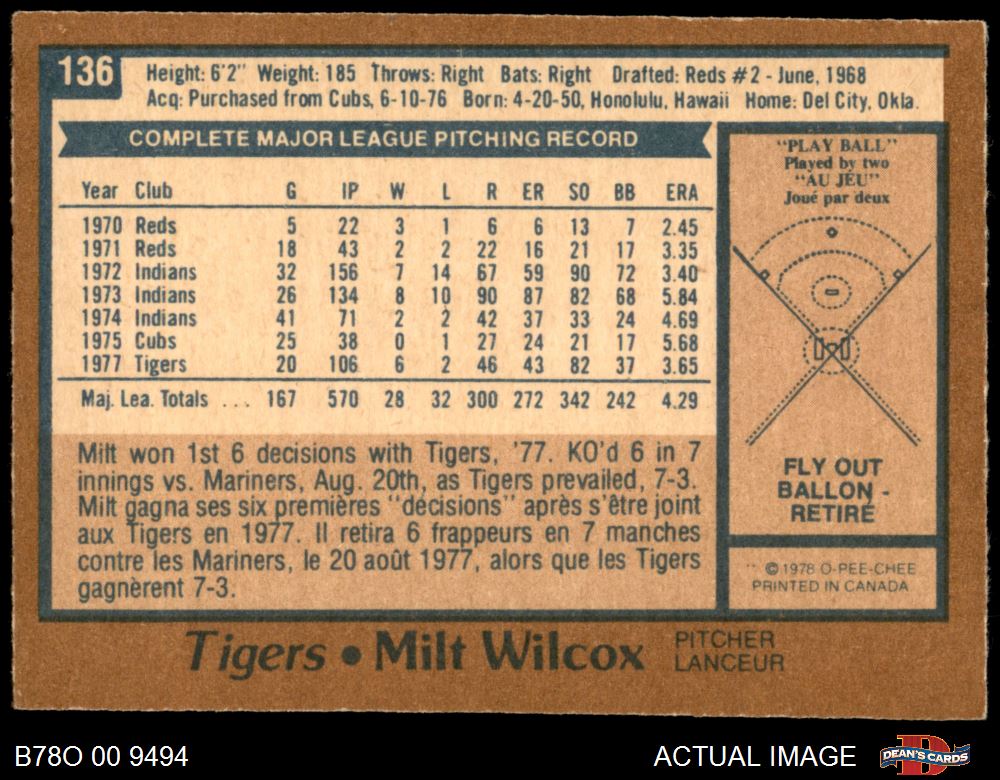 136
Height: 6'2" Weight: 185 Throws: Right Bats: Right Drafted: Reds #2 - June, 1968
Acq: Purchased from Cubs, 6-10-76 Born: 4-20-50, Honolulu, Hawaii Home: Del City, Okla.
COMPLETE MAJOR LEAGUE PITCHING RECORD
Year Club G IP W L R ER SO BB ERA
1970 Reds 5 22 3 1 6 6 13 7 2.45
1971 Reds 18 43 2 2 22 16 21 17 3.35
1972 Indians 32 156 7 14 67 59 90 72 3.40
1973 Indians 26 134 8 10 90 87 82 68 5.84
1974 Indians 41 71 2 2 42 37 33 24 4.69
1975 Cubs 25 38 0 1 27 24 21 17 5.68
1977 Tigers 20 106 6 2 46 43 82 37 3.65
Maj. Lea. Totals ... 167 570 28 32 300 272 342 242 4.29
Milt won 1st 6 decisions with Tigers, '77. KO'd 6 in 7
innings vs. Mariners, Aug. 20th, as Tigers prevailed, 7-3.
Milt gagna ses six premières "decisions" après s'être joint
aux Tigers en 1977. Il retira 6 frappeurs en 7 manches
contre les Mariners, le 20 août 1977, alors que les Tigers
gagnèrent 7-3.
"PLAY BALL"
Played by two
"AU JEU"
Joué par deux
FLY OUT
BALLON -
RETIRÉ
© 1978 O-PEE-CHEE
PRINTED IN CANADA
Tigers • Milt Wilcox
PITCHER
LANCEUR
B78O 00 9494
ACTUAL IMAGE
DEAN'S CARDS